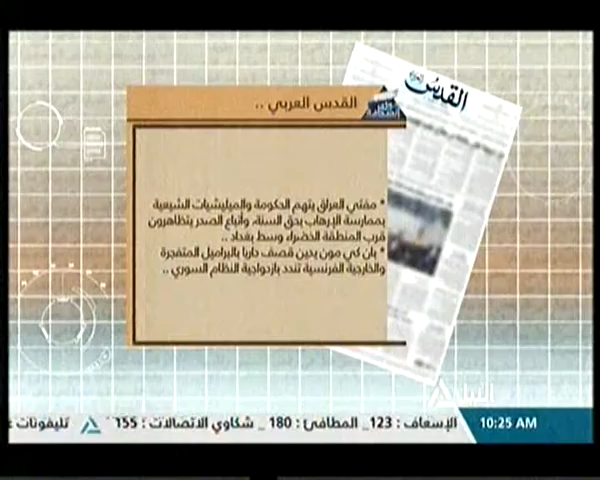 القدس
القدس العربي ..
* مفتي العراق يتهم الحكومة والميليشيات الشيعية
بممارسة الإرهاب بحق السنة، وأتباع الصدر يتظاهرون
قرب المنطقة الخضراء وسط بغداد ..
* بان كي مون يدين قصف داريا بالبراميل المتفجرة
والخارجية الفرنسية تندد بازدواجية النظام السوري ..
الإسعاف : 123_ المطافئ : 180 _ شكاوي الاتصالات : 155 تليفونات
10:25 AM